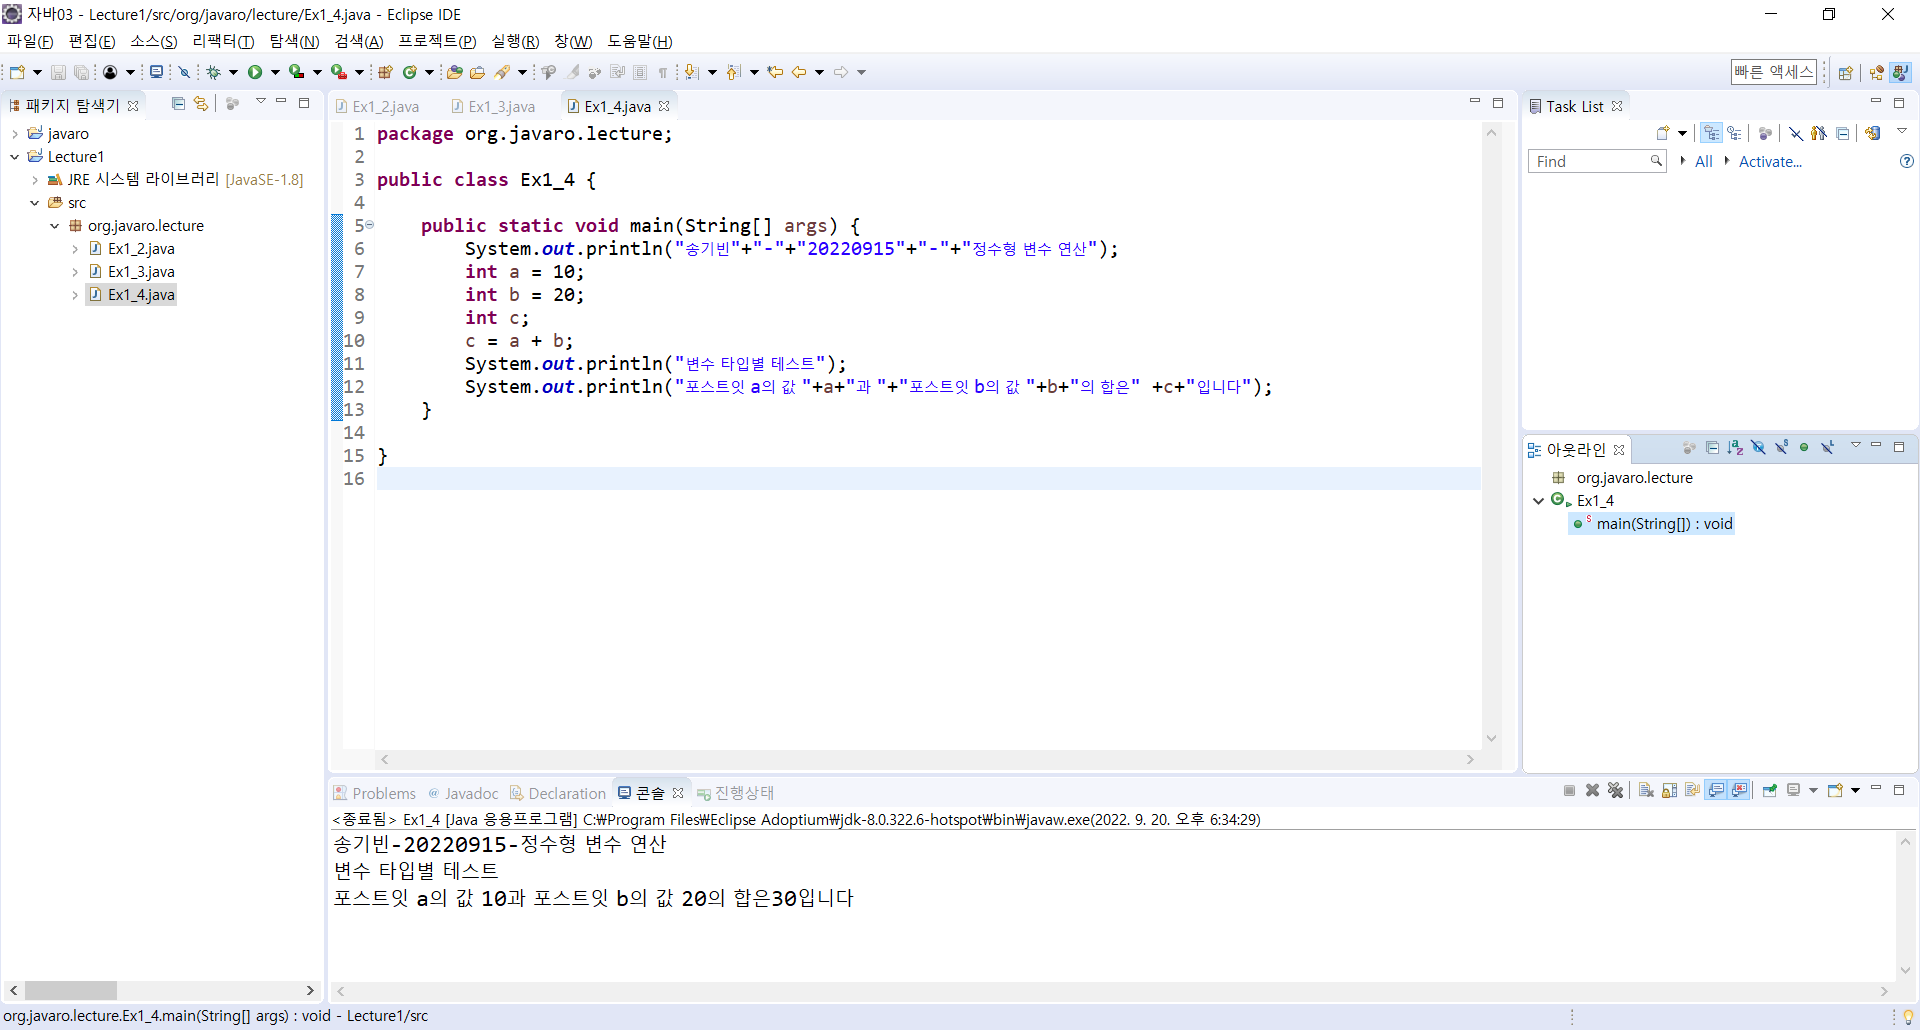 자바03 - Lecture1/src/org/javaro/lecture/Ex1_4.java - Eclipse IDE
파일(F) 편집(E) 소스(S) 리팩터(T) 탐색(N) 검색(A) 프로젝트(P) 실행(R) 창(W) 도움말(H)
빠른 액세스
패키지 탐색기
javaro
Lecture1
JRE 시스템 라이브러리 [JavaSE-1.8]
src
org.javaro.lecture
Ex1_2.java
Ex1_3.java
Ex1_4.java
Ex1_2.java Ex1_3.java Ex1_4.java
1 package org.javaro.lecture;
2
3 public class Ex1_4 {
4
5 public static void main(String[] args) {
6 System.out.println("송기빈"+"-"+"20220915"+"-"+"정수형 변수 연산");
7 int a = 10;
8 int b = 20;
9 int c;
10 c = a + b;
11 System.out.println("변수 타입별 테스트");
12 System.out.println("포스트잇 a의 값 "+a+"과 "+"포스트잇 b의 값 "+b+"의 합은" +c+"입니다");
13 }
14
15 }
16
Task List
Find All Activate...
아웃라인
org.javaro.lecture
Ex1_4
main(String[]) : void
Problems @ Javadoc Declaration 콘솔 진행상태
<종료됨> Ex1_4 [Java 응용프로그램] C:₩Program Files₩Eclipse Adoptium₩jdk-8.0.322.6-hotspot₩bin₩javaw.exe(2022. 9. 20. 오후 6:34:29)
송기빈-20220915-정수형 변수 연산
변수 타입별 테스트
포스트잇 a의 값 10과 포스트잇 b의 값 20의 합은30입니다
org.javaro.lecture.Ex1_4.main(String[] args) : void - Lecture1/src